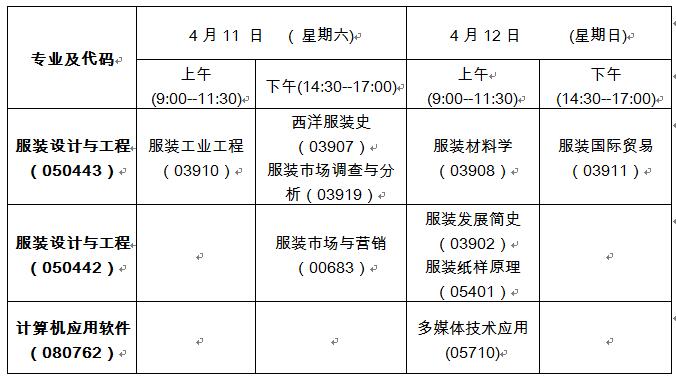 专业及代码
4 月 11 日 （ 星期六)
4 月 12 日 (星期日)
上午
(9:00--11:30)
下午(14:30--17:00)
上午
(9:00--11:30)
下午
(14:30--17:00)
服装设计与工程
（050443）
服装工业工程
（03910）
西洋服装史
（03907）
服装市场调查与分
析（03919）
服装材料学
（03908）
服装国际贸易
（03911）
服装设计与工程
（050442）
服装市场与营销
（00683）
服装发展简史
（03902）
服装纸样原理
（05401）
计算机应用软件
（080762）
多媒体技术应用
(05710)